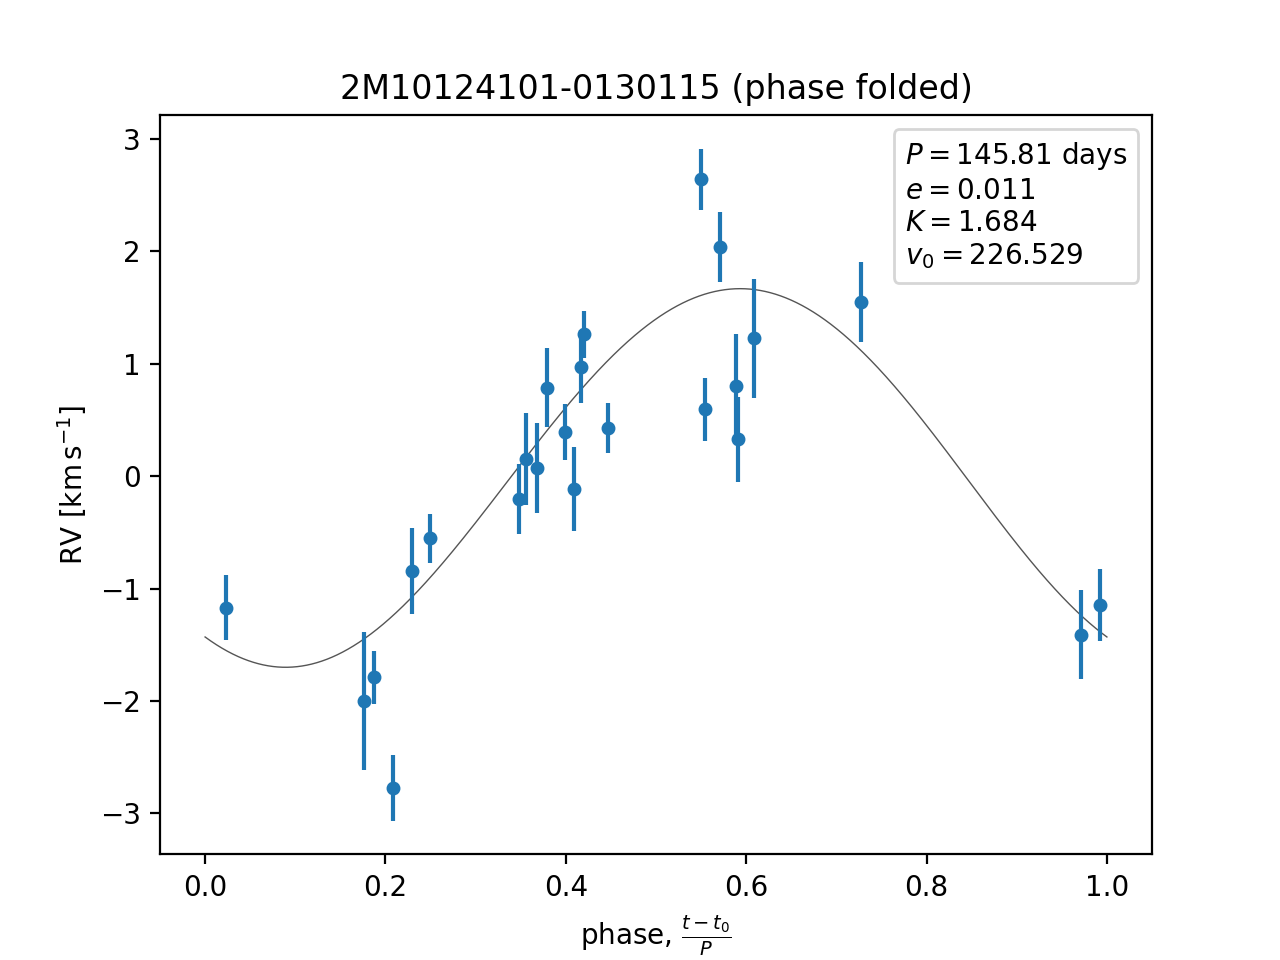 2M10124101-0130115 (phase folded)
P = 145.81 days
e = 0.011
K = 1.684
v₀ = 226.529
RV [km s⁻¹]
3
2
1
0
−1
−2
−3
0.0 0.2 0.4 0.6 0.8 1.0
phase, (t − t₀)/P